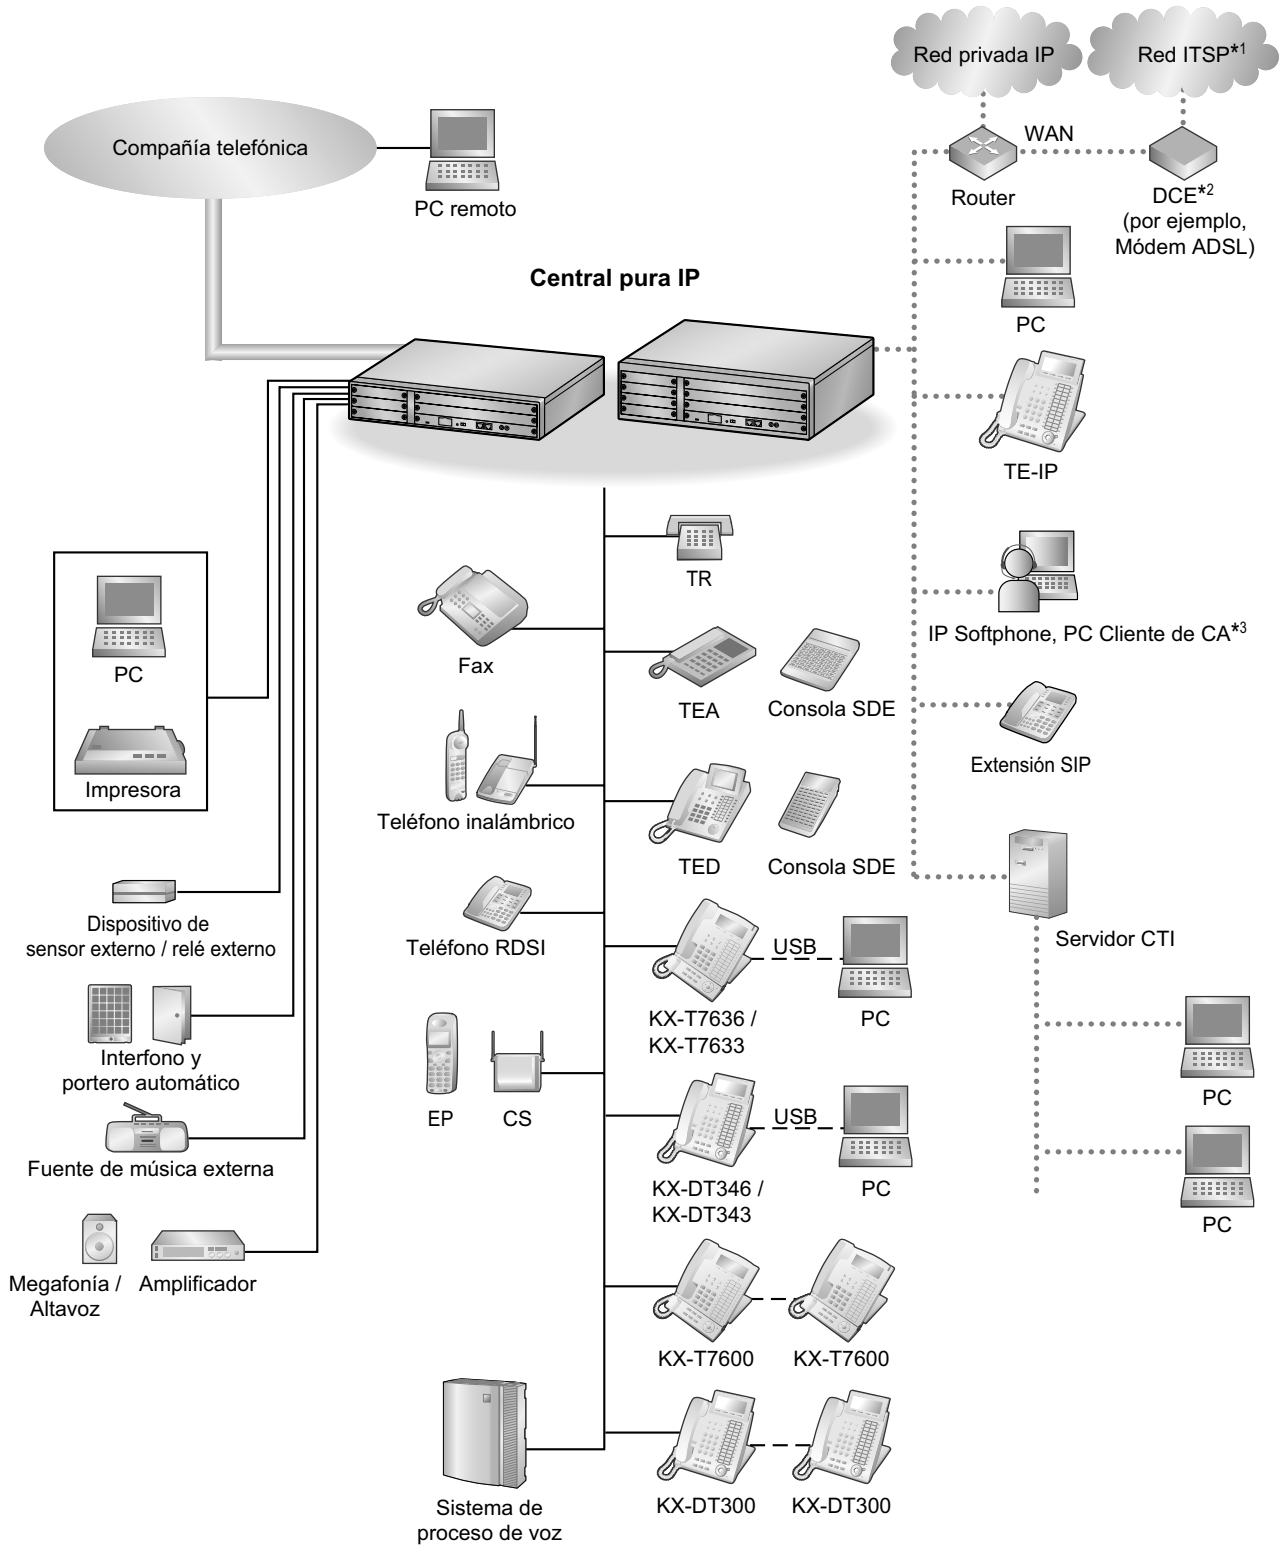 Red privada IP
Red ITSP*1
Compañía telefónica
PC remoto
WAN
Router
DCE*2
(por ejemplo,
Módem ADSL)
Central pura IP
PC
TE-IP
IP Softphone, PC Cliente de CA*3
Extensión SIP
Servidor CTI
PC
PC
PC
Impresora
Dispositivo de
sensor externo / relé externo
Interfono y
portero automático
Fuente de música externa
Megafonía /
Altavoz
Amplificador
TR
Fax
TEA
Consola SDE
Teléfono inalámbrico
TED
Consola SDE
Teléfono RDSI
USB
KX-T7636 /
KX-T7633
PC
EP
CS
USB
KX-DT346 /
KX-DT343
PC
KX-T7600
KX-T7600
KX-DT300
KX-DT300
Sistema de
proceso de voz